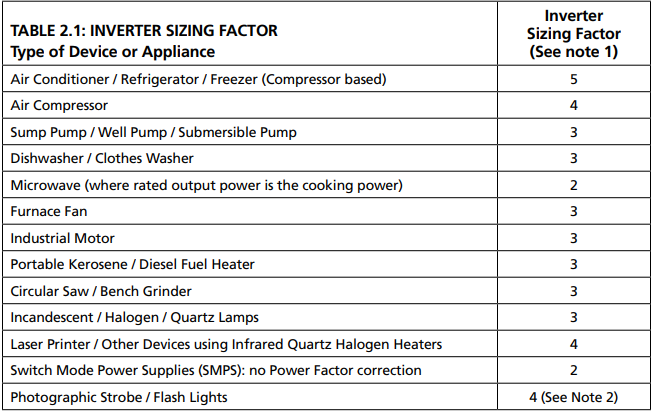 TABLE 2.1: INVERTER SIZING FACTOR
Type of Device or Appliance
Inverter
Sizing Factor
(See note 1)
Air Conditioner / Refrigerator / Freezer (Compressor based) 5
Air Compressor 4
Sump Pump / Well Pump / Submersible Pump 3
Dishwasher / Clothes Washer 3
Microwave (where rated output power is the cooking power) 2
Furnace Fan 3
Industrial Motor 3
Portable Kerosene / Diesel Fuel Heater 3
Circular Saw / Bench Grinder 3
Incandescent / Halogen / Quartz Lamps 3
Laser Printer / Other Devices using Infrared Quartz Halogen Heaters 4
Switch Mode Power Supplies (SMPS): no Power Factor correction 2
Photographic Strobe / Flash Lights 4 (See Note 2)